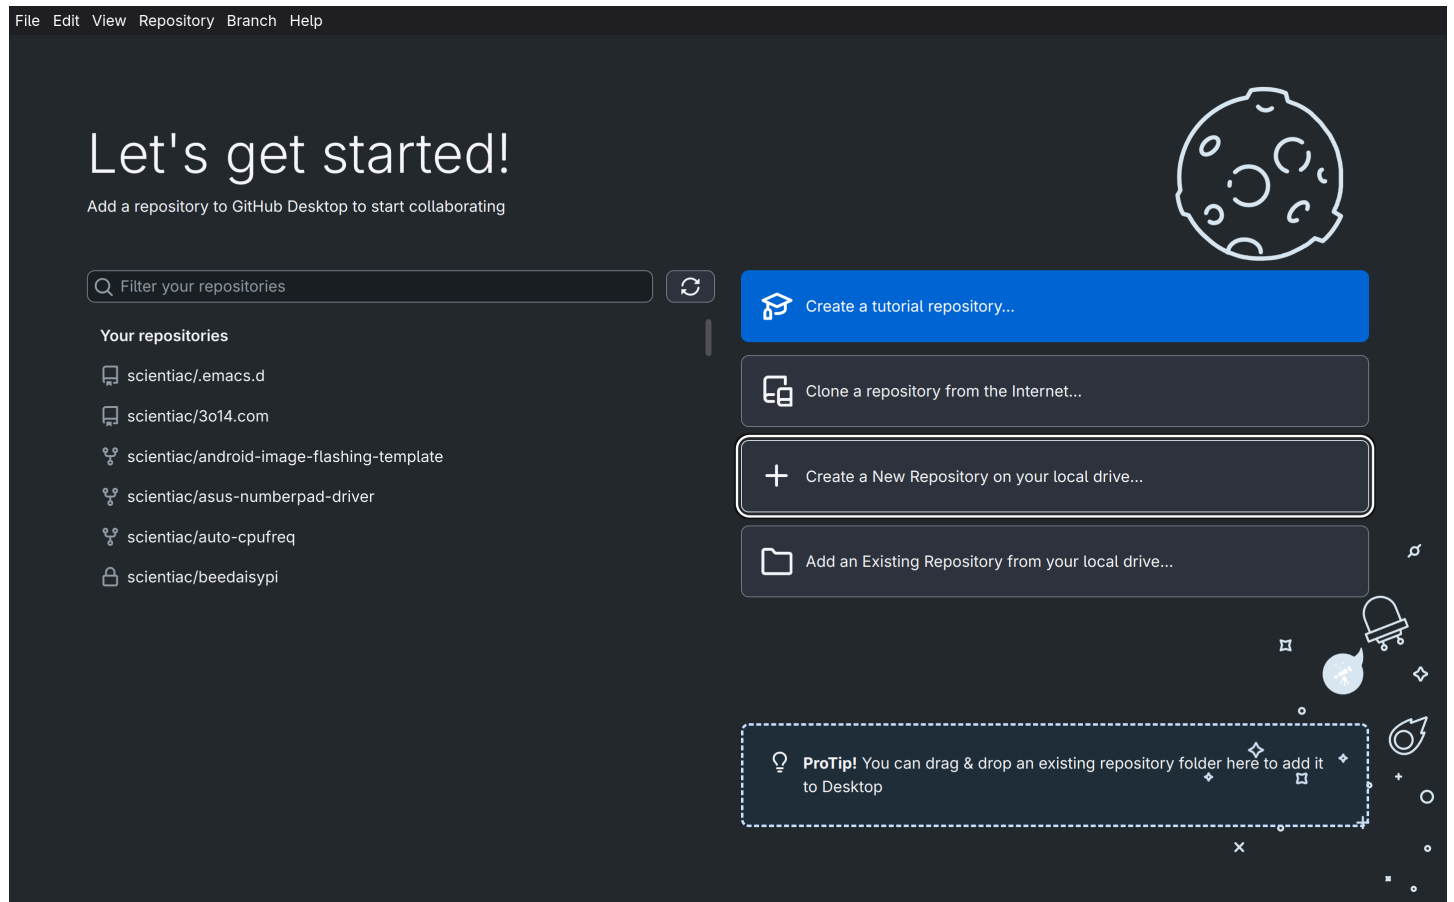 File Edit View Repository Branch Help
Let's get started!
Add a repository to GitHub Desktop to start collaborating
Filter your repositories
Your repositories
scientiac/.emacs.d
scientiac/3o14.com
scientiac/android-image-flashing-template
scientiac/asus-numberpad-driver
scientiac/auto-cpufreq
scientiac/beedaisypi
Create a tutorial repository...
Clone a repository from the Internet...
Create a New Repository on your local drive...
Add an Existing Repository from your local drive...
ProTip! You can drag & drop an existing repository folder here to add it
to Desktop